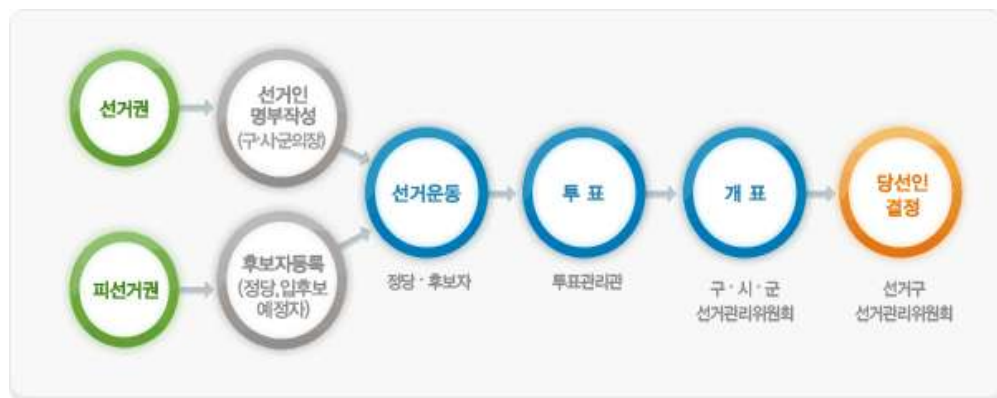 선거권
선거인
명부작성
(구·사·군의장)
피선거권
후보자등록
(정당,입후보
예정자)
선거운동
정당 · 후보자
투 표
투표관리관
개 표
구 · 시 · 군
선거관리위원회
당선인
결정
선거구
선거관리위원회